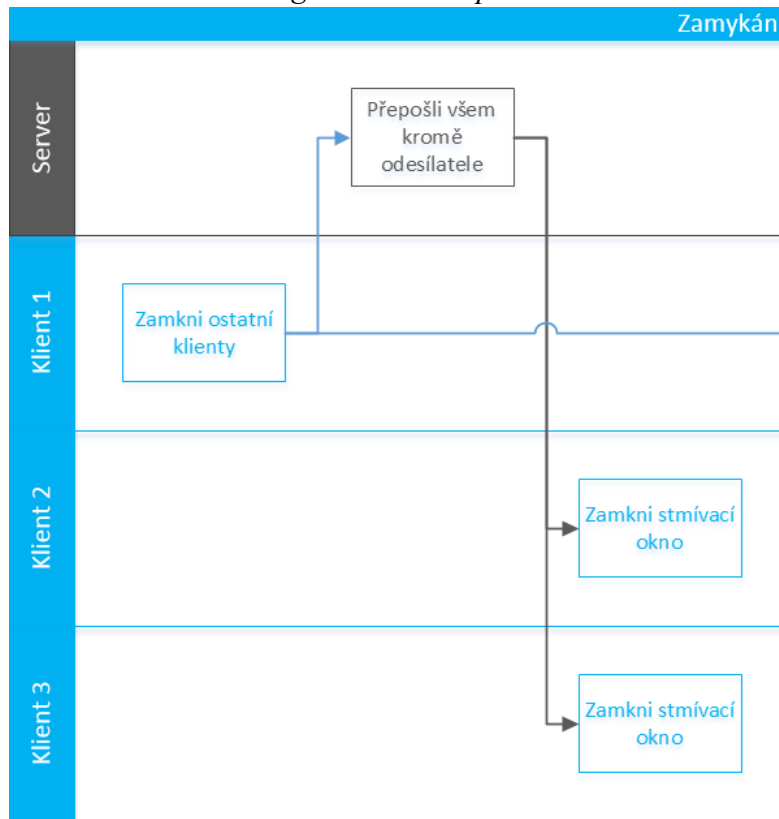 Zamykán
Server
Přepošli všem
kromě
odesílatele
Klient 1
Zamkni ostatní
klienty
Klient 2
Zamkni stmívací
okno
Klient 3
Zamkni stmívací
okno